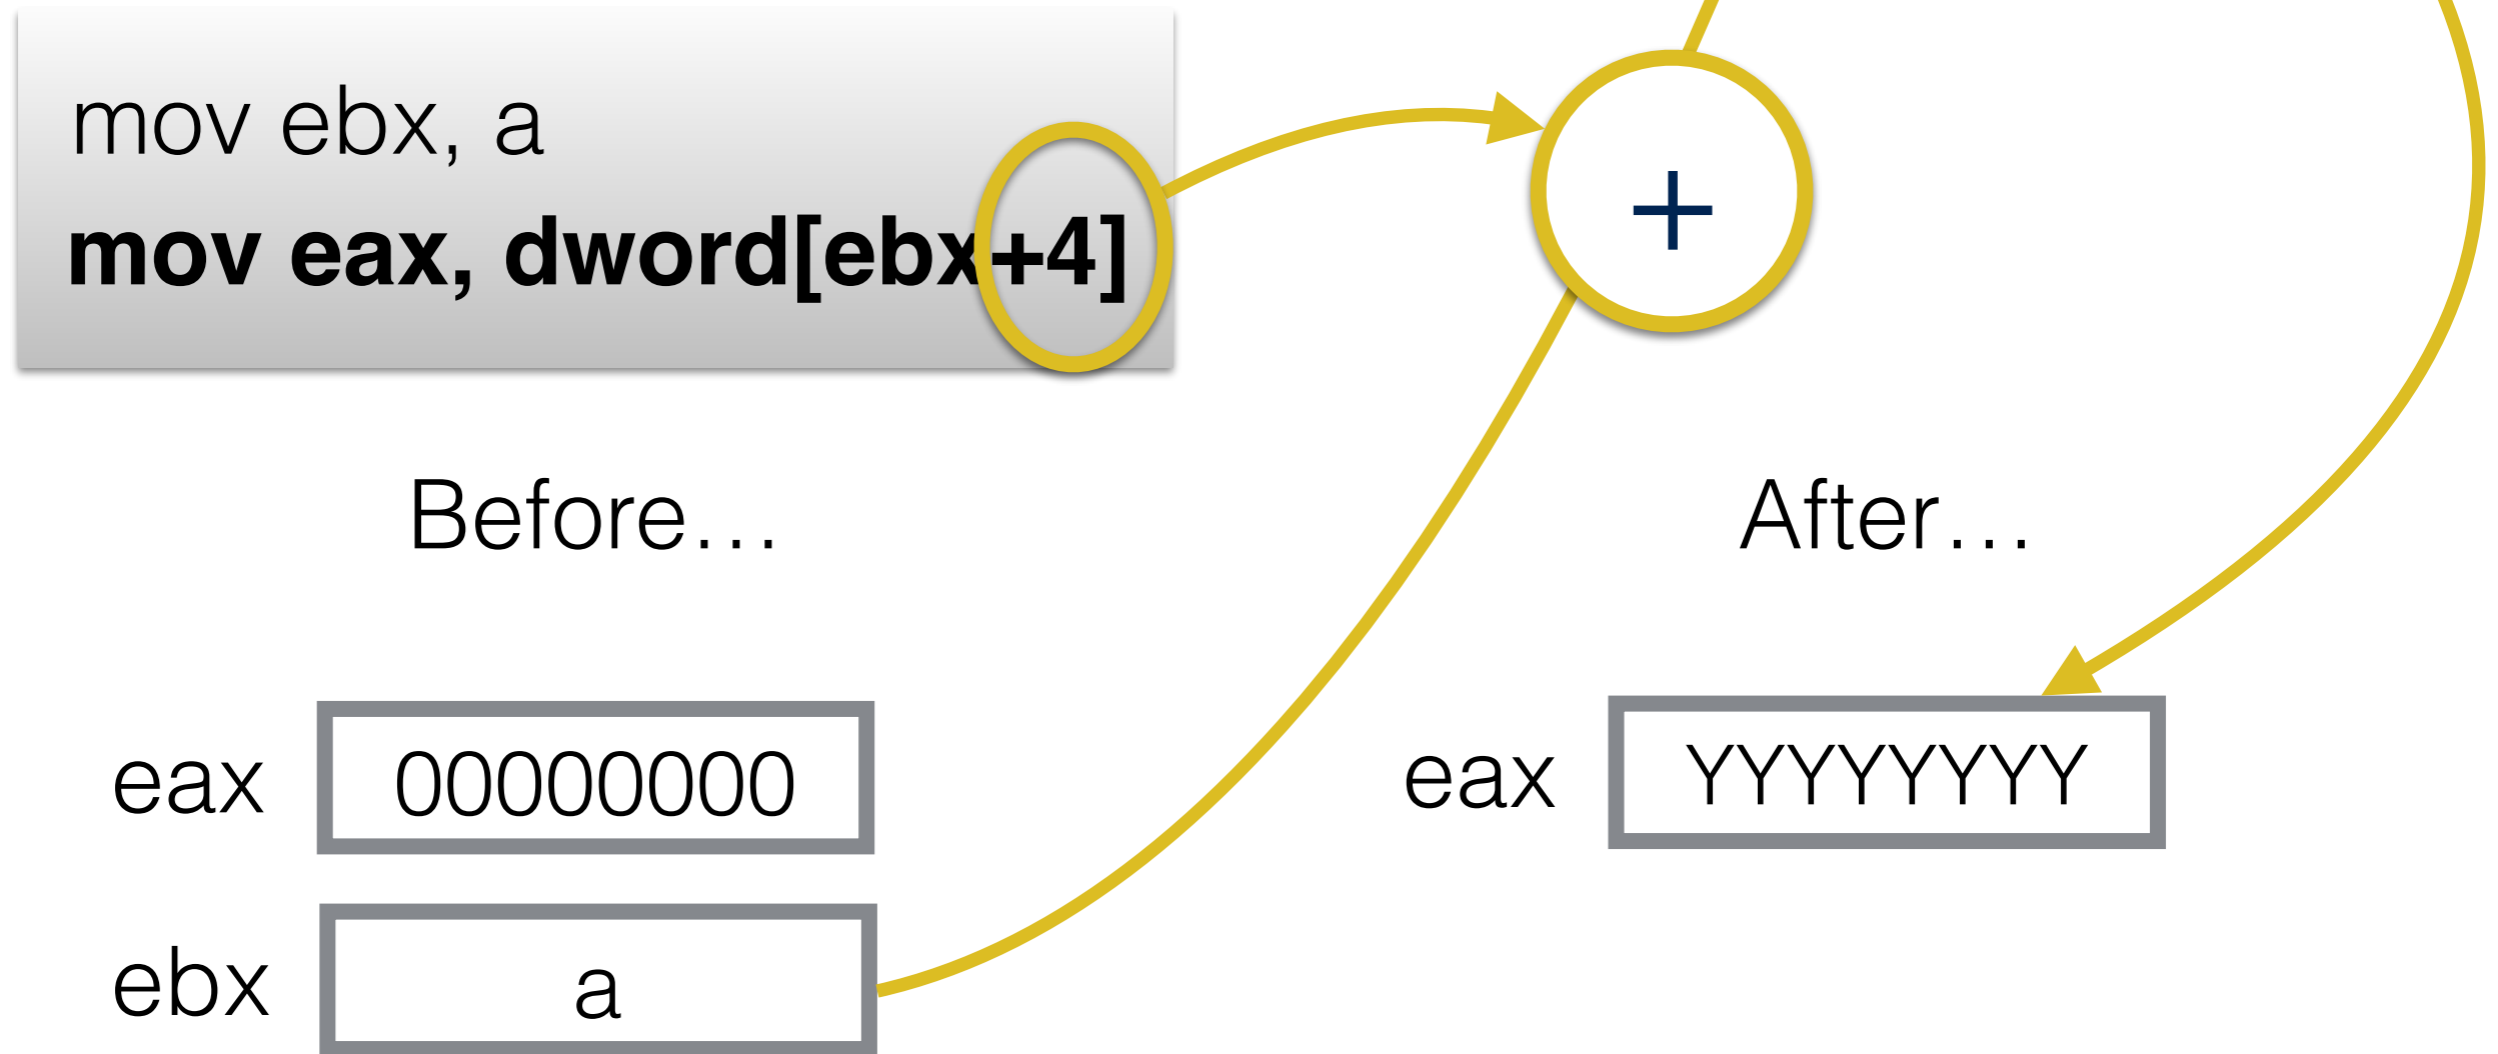 mov ebx, a
mov eax, dword[ebx+4]
+
Before…
After…
eax
00000000
eax
YYYYYYYY
ebx
a